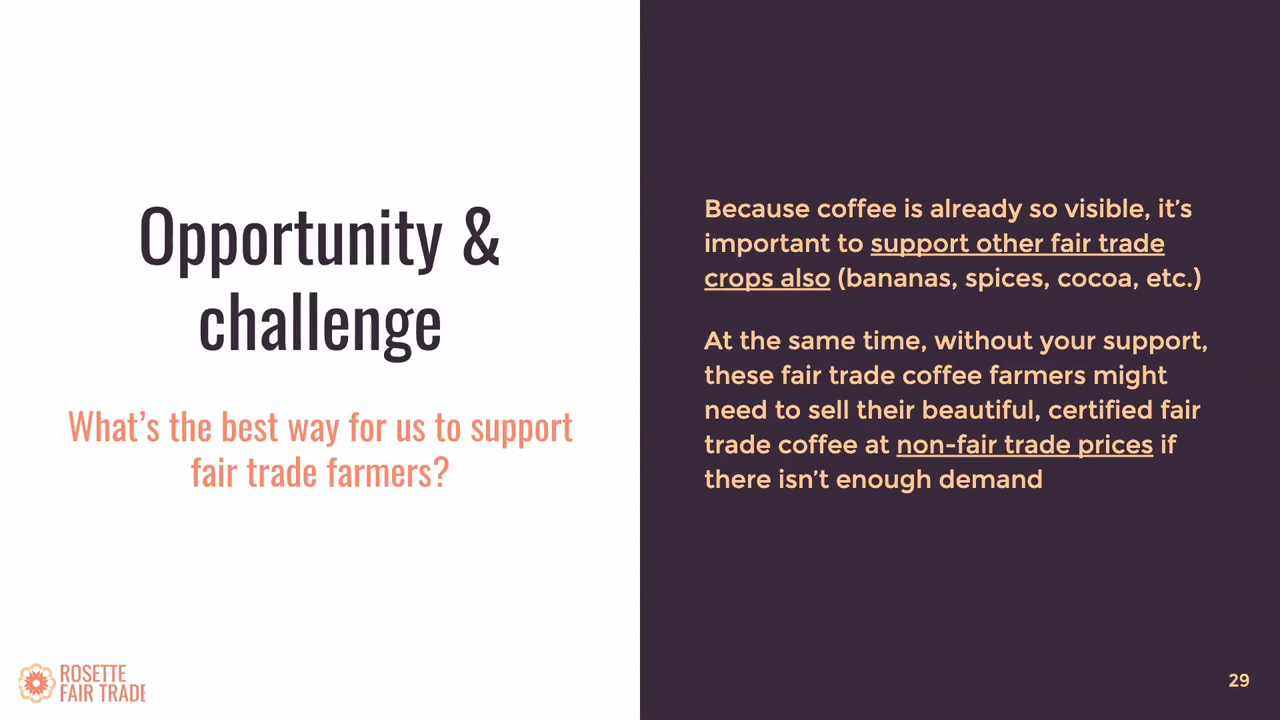 Opportunity &
challenge
What's the best way for us to support
fair trade farmers?
Because coffee is already so visible, it's
important to support other fair trade
crops also (bananas, spices, cocoa, etc.)
At the same time, without your support,
these fair trade coffee farmers might
need to sell their beautiful, certified fair
trade coffee at non-fair trade prices if
there isn't enough demand
ROSETTE
FAIR TRADE
29